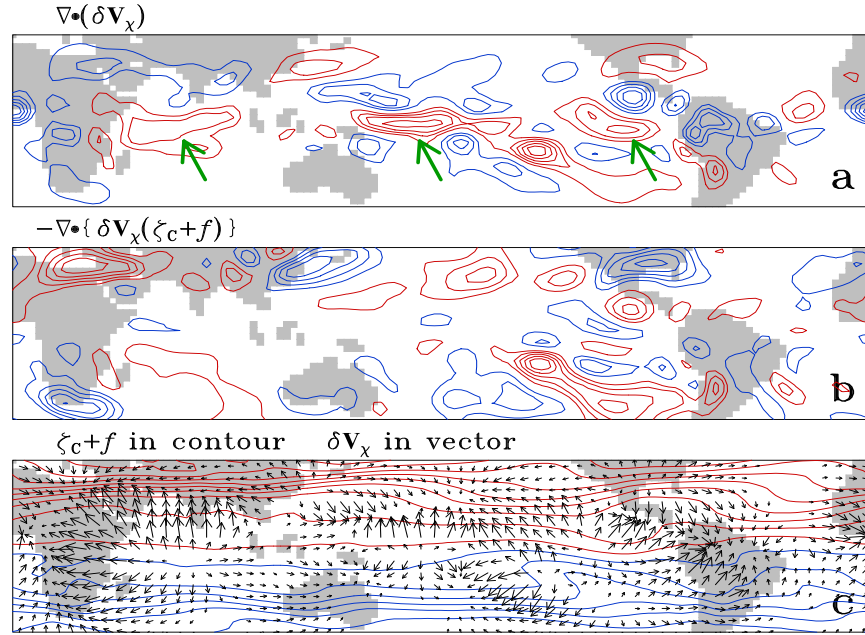 ∇•(δV_χ)
a
−∇•{ δV_χ(ζ_C+f) }
b
ζ_C+f in contour δV_χ in vector
c